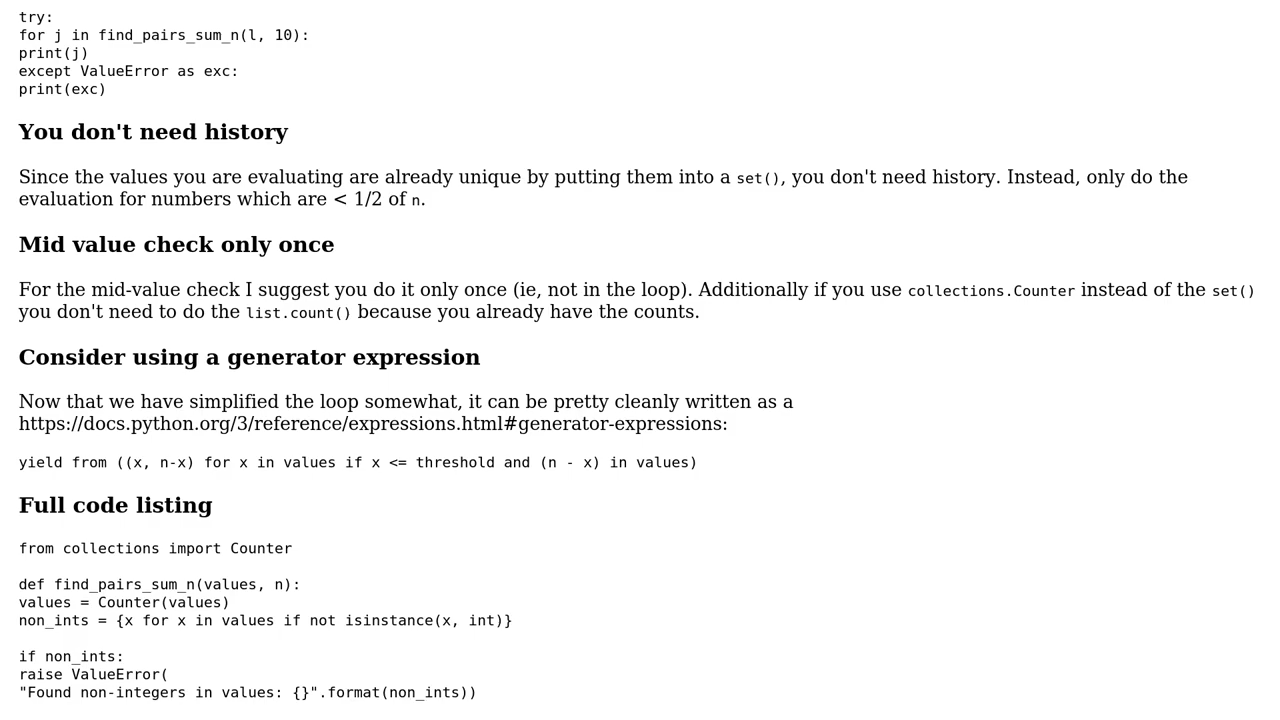 try:
for j in find_pairs_sum_n(l, 10):
print(j)
except ValueError as exc:
print(exc)
You don't need history
Since the values you are evaluating are already unique by putting them into a set(), you don't need history. Instead, only do the
evaluation for numbers which are < 1/2 of n.
Mid value check only once
For the mid-value check I suggest you do it only once (ie, not in the loop). Additionally if you use collections.Counter instead of the set()
you don't need to do the list.count() because you already have the counts.
Consider using a generator expression
Now that we have simplified the loop somewhat, it can be pretty cleanly written as a
https://docs.python.org/3/reference/expressions.html#generator-expressions:
yield from ((x, n-x) for x in values if x <= threshold and (n - x) in values)
Full code listing
from collections import Counter
def find_pairs_sum_n(values, n):
values = Counter(values)
non_ints = {x for x in values if not isinstance(x, int)}
if non_ints:
raise ValueError(
"Found non-integers in values: {}".format(non_ints))